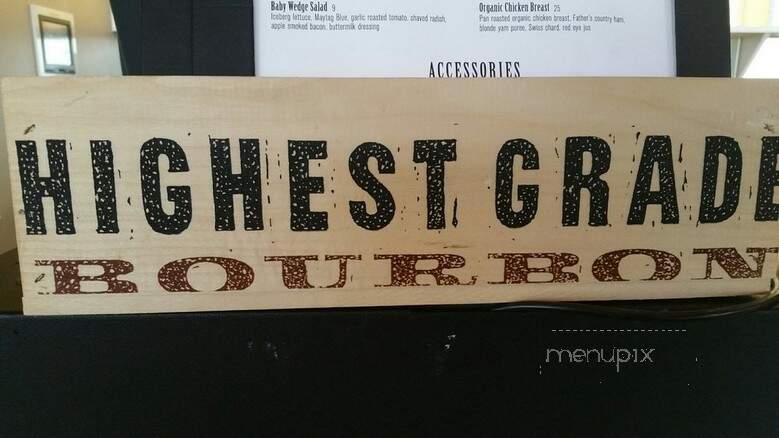 Baby Wedge Salad 9
Iceberg lettuce, Maytag Blue, garlic roasted tomato, shaved radish,
apple smoked bacon, buttermilk dressing
Organic Chicken Breast 25
Pan roasted organic chicken breast, Father's country ham,
blonde yam puree, Swiss chard, red eye jus
ACCESSORIES
HIGHEST GRADE
BOURBON
menupix